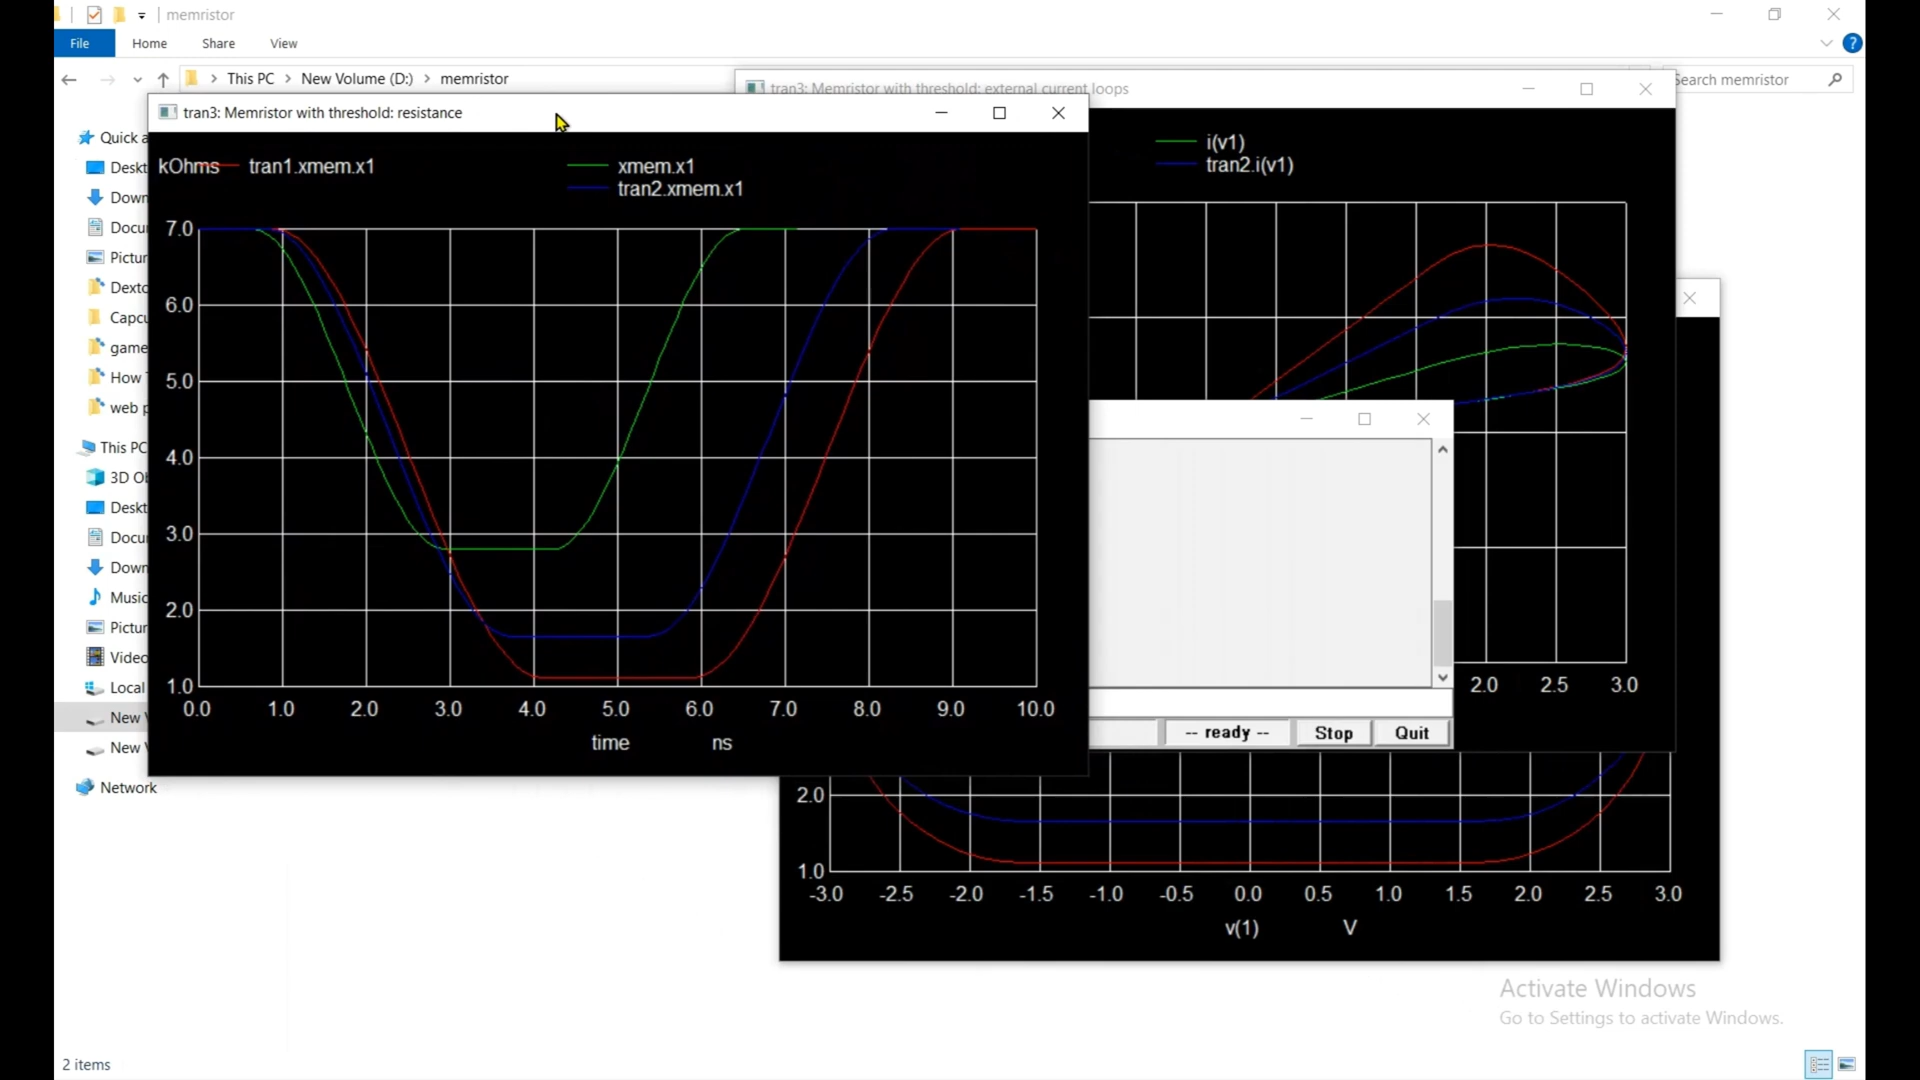 memristor
File
Home
Share
View
This PC
New Volume (D:)
memristor
Search memristor
tran3: Memristor with threshold: external current loops
tran3: Memristor with threshold: resistance
kOhms
tran1.xmem.x1
xmem.x1
tran2.xmem.x1
7.0
6.0
5.0
4.0
3.0
2.0
1.0
0.0 1.0 2.0 3.0 4.0 5.0 6.0 7.0 8.0 9.0 10.0
time ns
i(v1)
tran2.i(v1)
2.0 2.5 3.0
-- ready --
Stop
Quit
2.0
1.0
-3.0 -2.5 -2.0 -1.5 -1.0 -0.5 0.0 0.5 1.0 1.5 2.0 2.5 3.0
v(1) V
Quick a
Deskt
Down
Docu
Pictur
Dexto
Capcu
game
How
web p
This PC
3D Ob
Deskt
Docu
Down
Music
Pictur
Video
Local
New
New
Network
Activate Windows
Go to Settings to activate Windows.
2 items